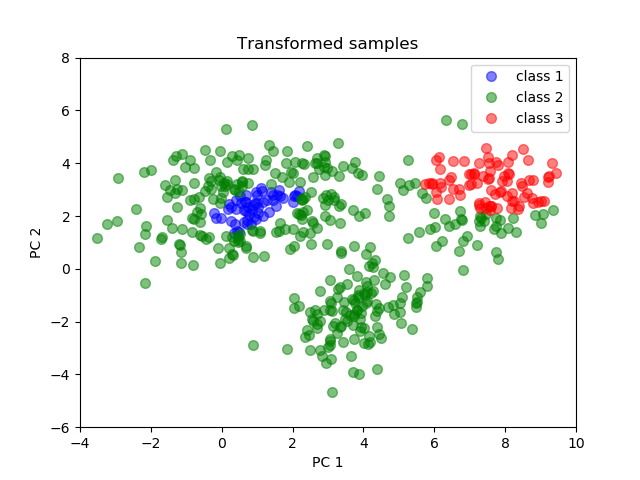 Transformed samples
class 1
class 2
class 3
8
6
4
2
0
−2
−4
−6
PC 2
−4 −2 0 2 4 6 8 10
PC 1